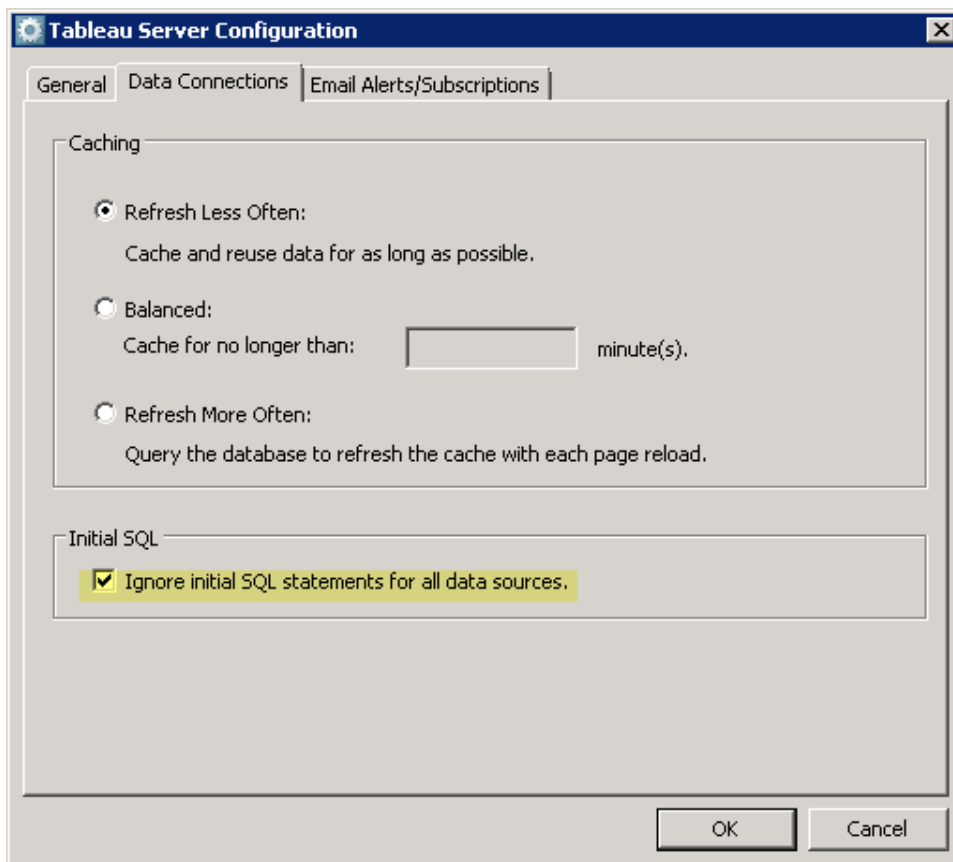 Tableau Server Configuration
General
Data Connections
Email Alerts/Subscriptions
Caching
Refresh Less Often:
Cache and reuse data for as long as possible.
Balanced:
Cache for no longer than: minute(s).
Refresh More Often:
Query the database to refresh the cache with each page reload.
Initial SQL
Ignore initial SQL statements for all data sources.
OK
Cancel